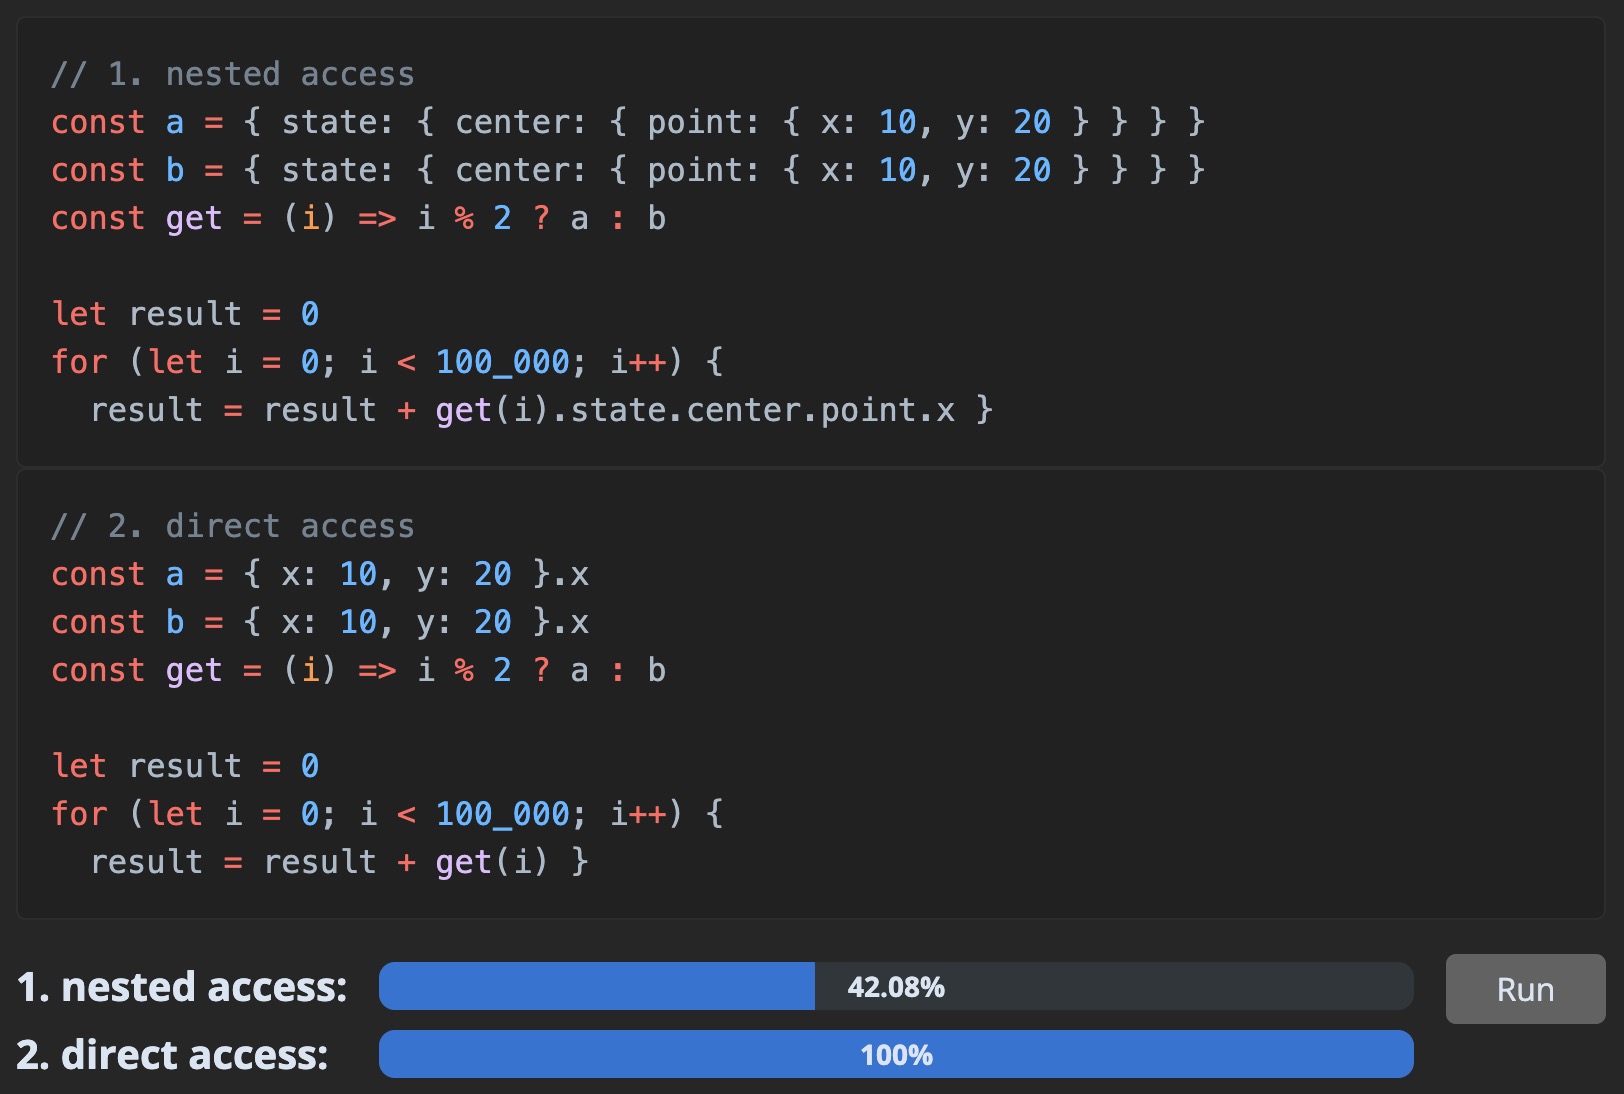 // 1. nested access
const a = { state: { center: { point: { x: 10, y: 20 } } } }
const b = { state: { center: { point: { x: 10, y: 20 } } } }
const get = (i) => i % 2 ? a : b
let result = 0
for (let i = 0; i < 100_000; i++) {
  result = result + get(i).state.center.point.x }
// 2. direct access
const a = { x: 10, y: 20 }.x
const b = { x: 10, y: 20 }.x
const get = (i) => i % 2 ? a : b
let result = 0
for (let i = 0; i < 100_000; i++) {
  result = result + get(i) }
1. nested access: 42.08% Run
2. direct access: 100%